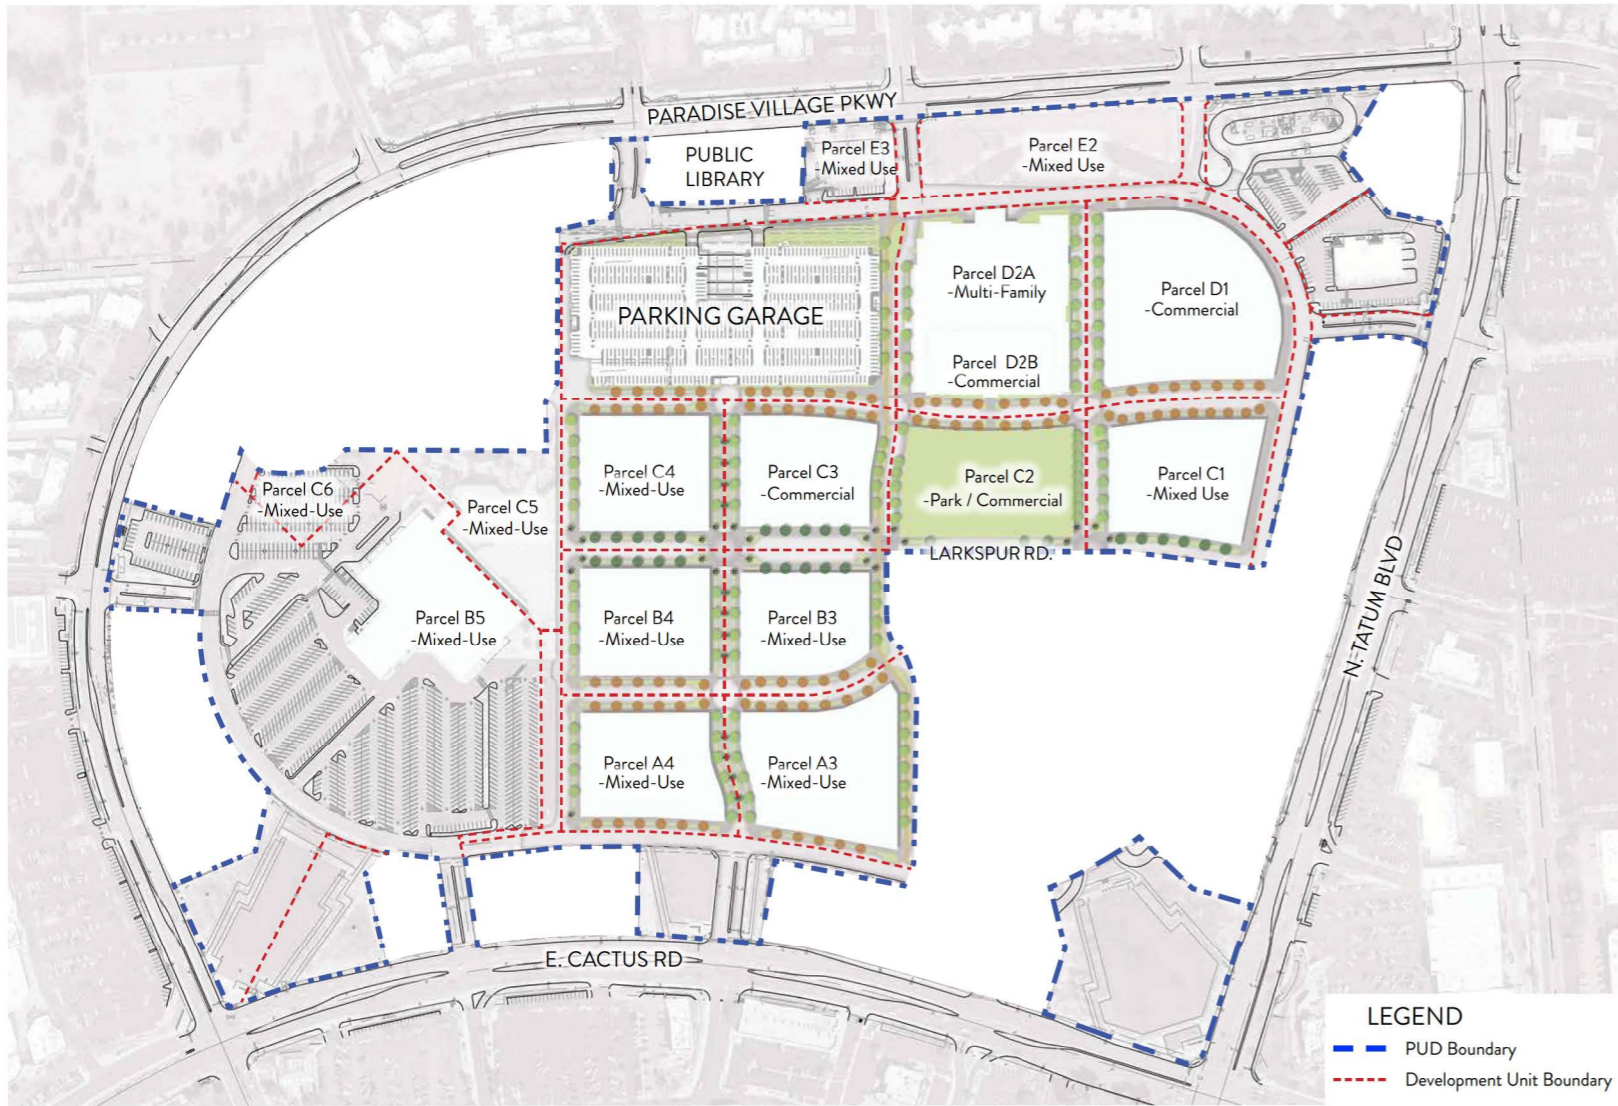 PARADISE VILLAGE PKWY
PUBLIC
LIBRARY
Parcel E3
-Mixed Use
Parcel E2
-Mixed Use
PARKING GARAGE
Parcel D2A
-Multi-Family
Parcel D2B
-Commercial
Parcel D1
-Commercial
Parcel C6
-Mixed-Use
Parcel C5
-Mixed-Use
Parcel C4
-Mixed-Use
Parcel C3
-Commercial
Parcel C2
-Park / Commercial
Parcel C1
-Mixed Use
LARKSPUR RD.
Parcel B5
-Mixed-Use
Parcel B4
-Mixed-Use
Parcel B3
-Mixed-Use
N. TATUM BLVD
Parcel A4
-Mixed-Use
Parcel A3
-Mixed-Use
E. CACTUS RD
LEGEND
PUD Boundary
Development Unit Boundary